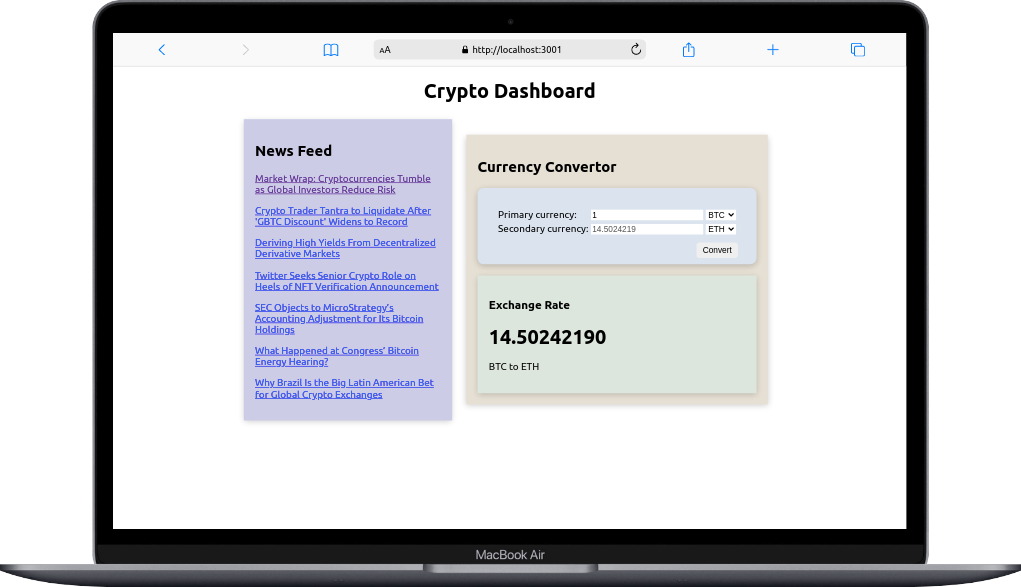 AA http://localhost:3001
Crypto Dashboard
News Feed
Market Wrap: Cryptocurrencies Tumble
as Global Investors Reduce Risk
Crypto Trader Tantra to Liquidate After
'GBTC Discount' Widens to Record
Deriving High Yields From Decentralized
Derivative Markets
Twitter Seeks Senior Crypto Role on
Heels of NFT Verification Announcement
SEC Objects to MicroStrategy's
Accounting Adjustment for Its Bitcoin
Holdings
What Happened at Congress' Bitcoin
Energy Hearing?
Why Brazil Is the Big Latin American Bet
for Global Crypto Exchanges
Currency Convertor
Primary currency: 1 BTC
Secondary currency: 14.5024219 ETH
Convert
Exchange Rate
14.50242190
BTC to ETH
MacBook Air